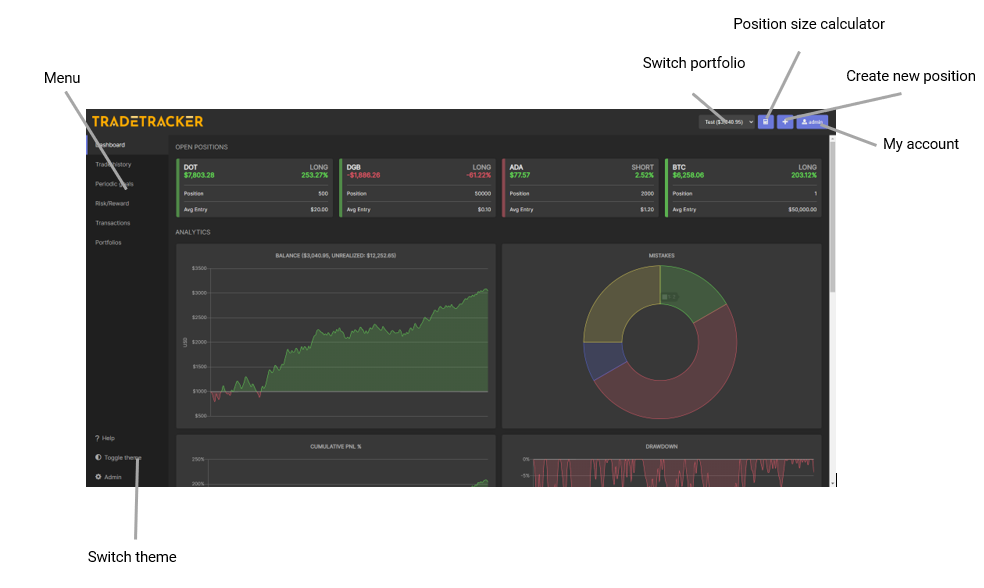 Position size calculator
Switch portfolio
Create new position
Menu
My account
TRADETRACKER
Test ($3,040.95)
admin
Dashboard
Trade history
Periodic goals
Risk/Reward
Transactions
Portfolios
OPEN POSITIONS
DOT LONG
$7,803.28 253.27%
Position 500
Avg Entry $20.00
DGB LONG
-$1,886.26 -61.22%
Position 50000
Avg Entry $0.10
ADA SHORT
$77.57 2.52%
Position 2000
Avg Entry $1.20
BTC LONG
$6,258.06 203.12%
Position 1
Avg Entry $50,000.00
ANALYTICS
BALANCE ($3,040.95, UNREALIZED: $12,252.65)
$3500
$3000
$2500
$2000
$1500
$1000
$500
USD
MISTAKES
CUMULATIVE PNL %
250%
200%
DRAWDOWN
0%
-5%
? Help
Toggle theme
Admin
Switch theme